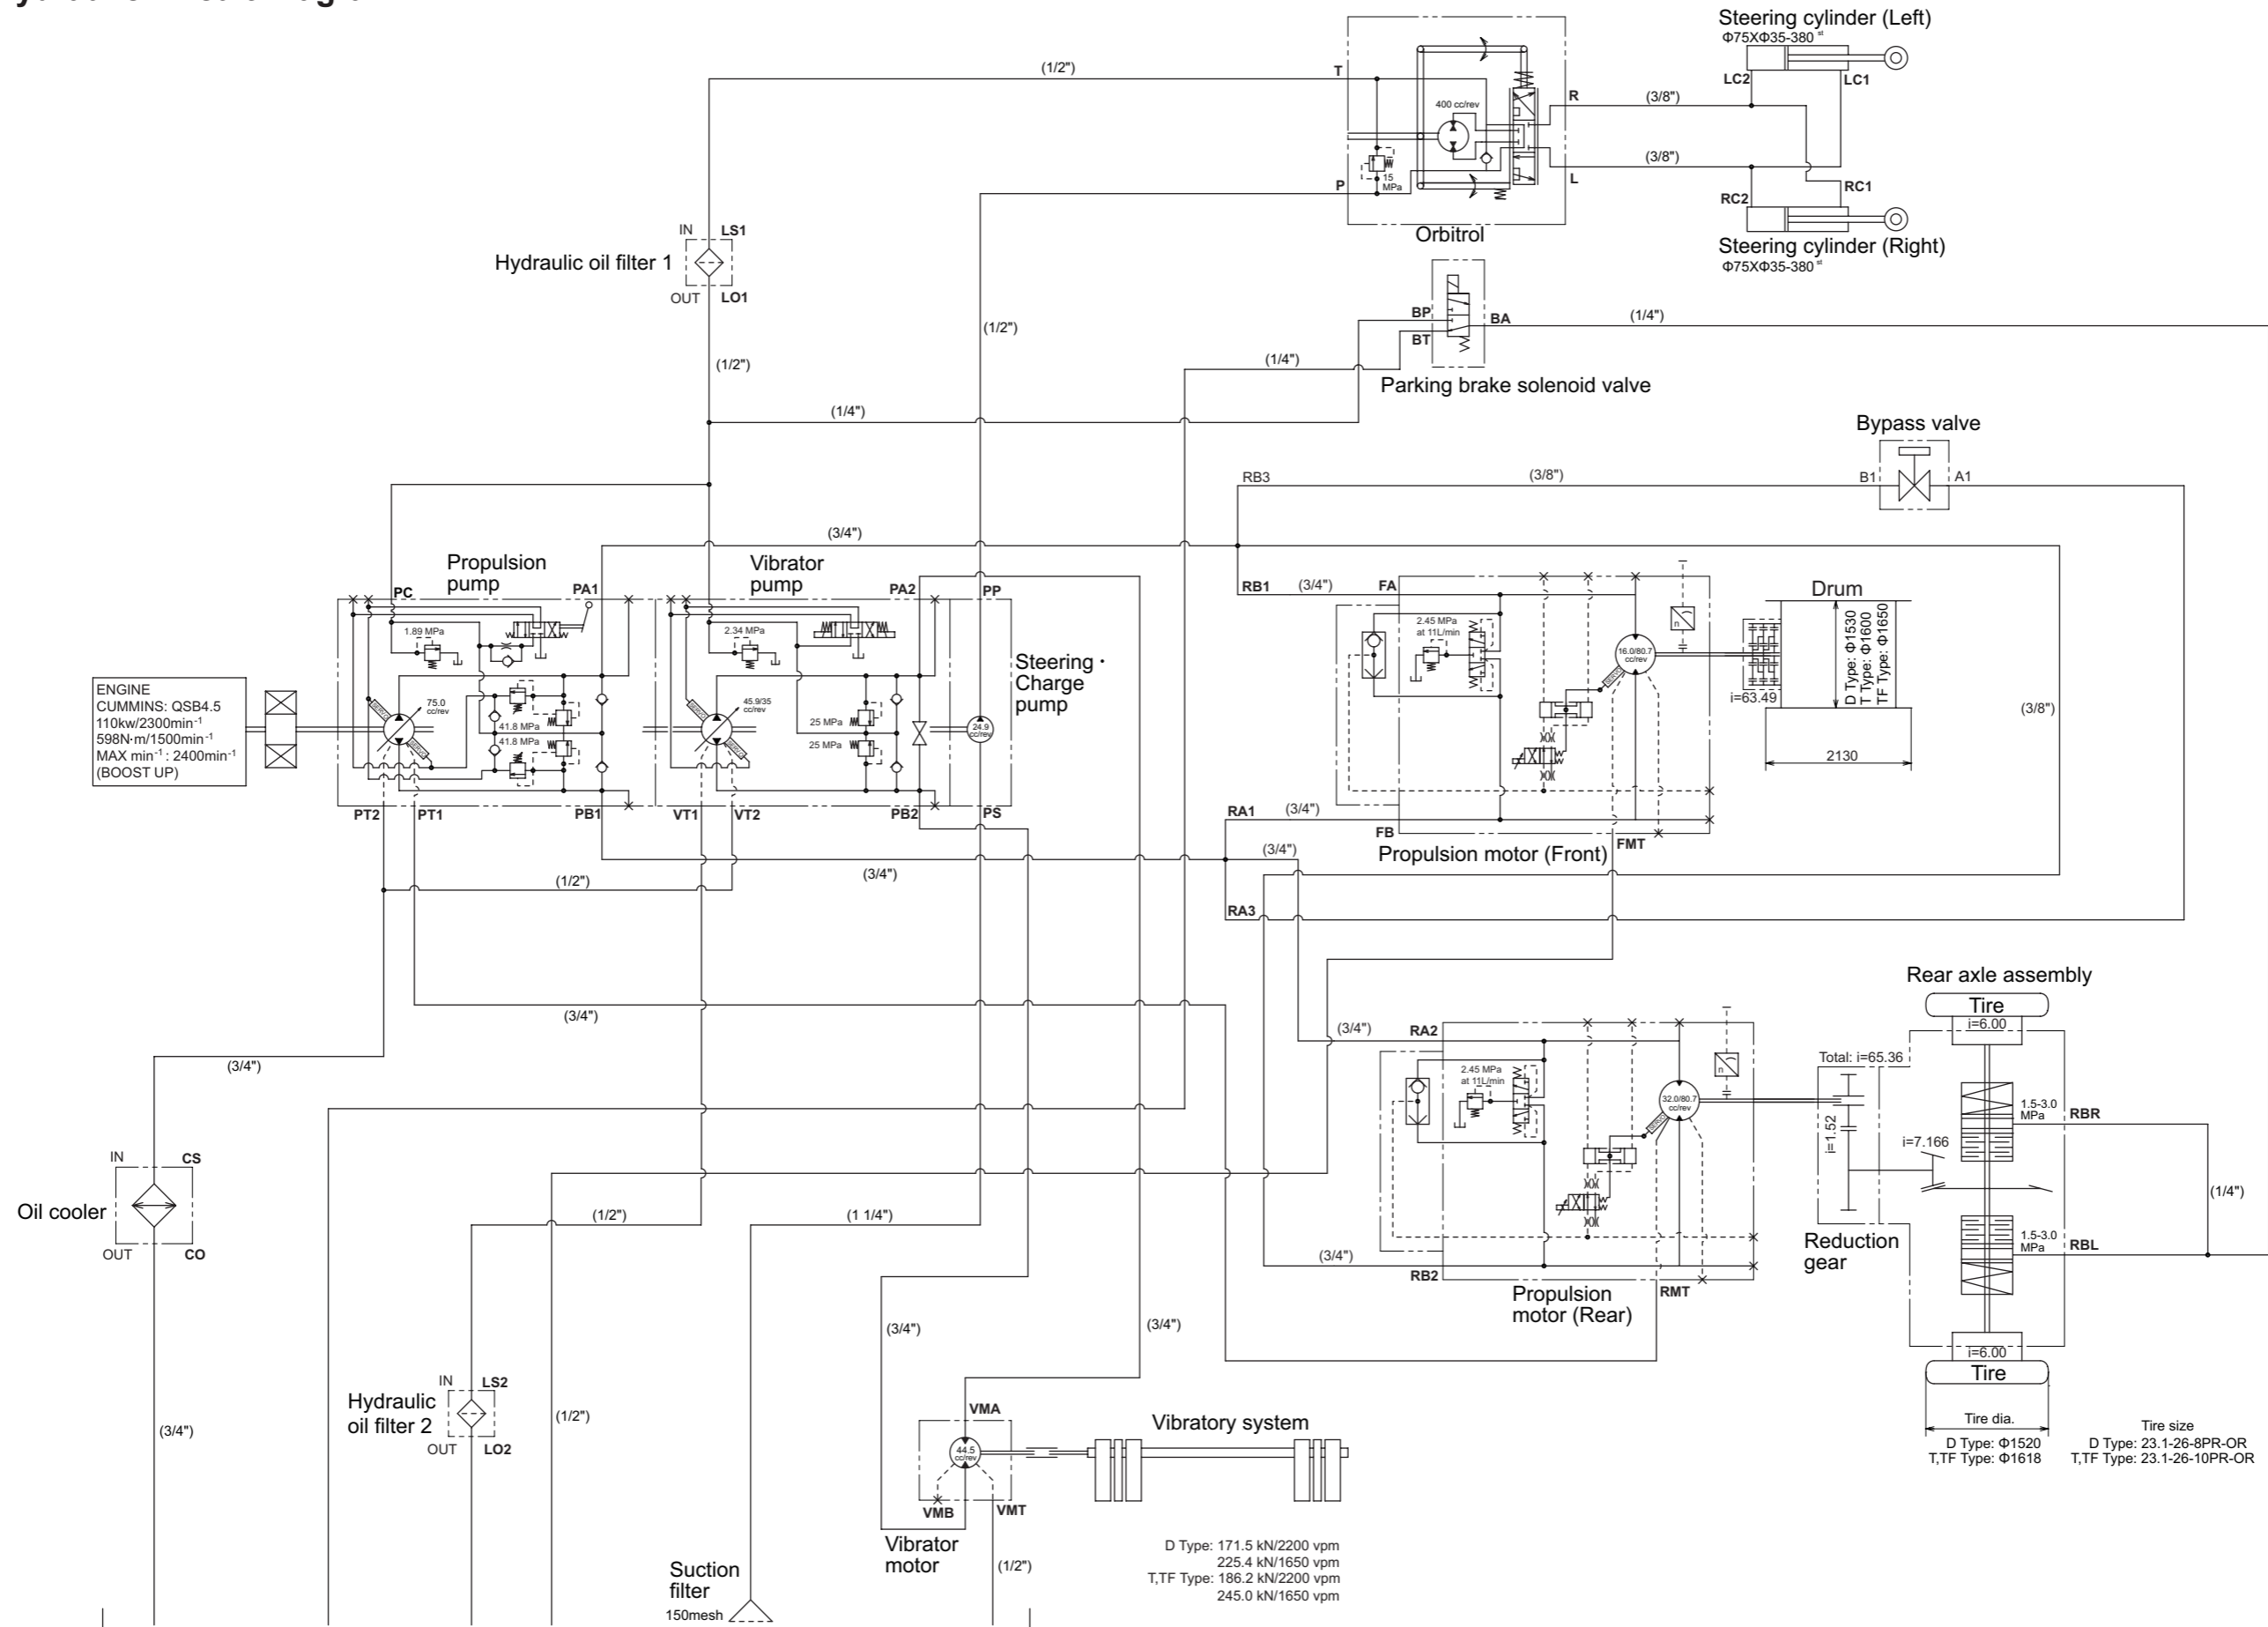 Steering cylinder (Left)
Φ75XΦ35-380 st
LC2
LC1
(1/2")
T
R
(3/8")
400 cc/rev
(3/8")
15
MPa
P
L
RC1
RC2
Orbitrol
Steering cylinder (Right)
Φ75XΦ35-380 st
IN
LS1
Hydraulic oil filter 1
OUT
LO1
(1/2")
(1/2")
BP
BA
(1/4")
BT
(1/4")
Parking brake solenoid valve
(1/4")
Bypass valve
RB3
(3/8")
B1
A1
(3/4")
Propulsion
pump
Vibrator
pump
PC
PA1
PA2
PP
RB1
(3/4")
FA
Drum
1.89 MPa
2.34 MPa
2.45 MPa
at 11L/min
n
D Type: Φ1530
T Type: Φ1600
TF Type: Φ1650
Steering・
Charge
pump
16.0/80.7
cc/rev
SERVO
i=63.49
ENGINE
CUMMINS: QSB4.5
110kw/2300min-1
598N·m/1500min-1
MAX min-1 : 2400min-1
(BOOST UP)
SERVO
75.0
cc/rev
SERVO
41.8 MPa
41.8 MPa
SERVO
45.9/35
cc/rev
SERVO
25 MPa
25 MPa
24.9
cc/rev
(3/8")
2130
PT2
PT1
PB1
VT1
VT2
PB2
PS
RA1
(3/4")
FB
FMT
Propulsion motor (Front)
(3/4")
(3/4")
(1/2")
RA3
Rear axle assembly
Tire
i=6.00
(3/4")
(3/4")
RA2
(3/4")
Total: i=65.36
2.45 MPa
at 11L/min
n
32.0/80.7
cc/rev
SERVO
1.5-3.0
MPa
RBR
i=1.52
i=7.166
IN
CS
Oil cooler
OUT
CO
(1/2")
(1 1/4")
(1/4")
1.5-3.0
MPa
RBL
Reduction
gear
(3/4")
RB2
RMT
Propulsion
motor (Rear)
(3/4")
(3/4")
i=6.00
Tire
IN
LS2
Hydraulic
oil filter 2
OUT
LO2
(1/2")
(3/4")
VMA
Vibratory system
44.5
cc/rev
VMB
VMT
Vibrator
motor
(1/2")
Tire dia.
D Type: Φ1520
T,TF Type: Φ1618
Tire size
D Type: 23.1-26-8PR-OR
T,TF Type: 23.1-26-10PR-OR
D Type: 171.5 kN/2200 vpm
225.4 kN/1650 vpm
T,TF Type: 186.2 kN/2200 vpm
245.0 kN/1650 vpm
Suction
filter
150mesh